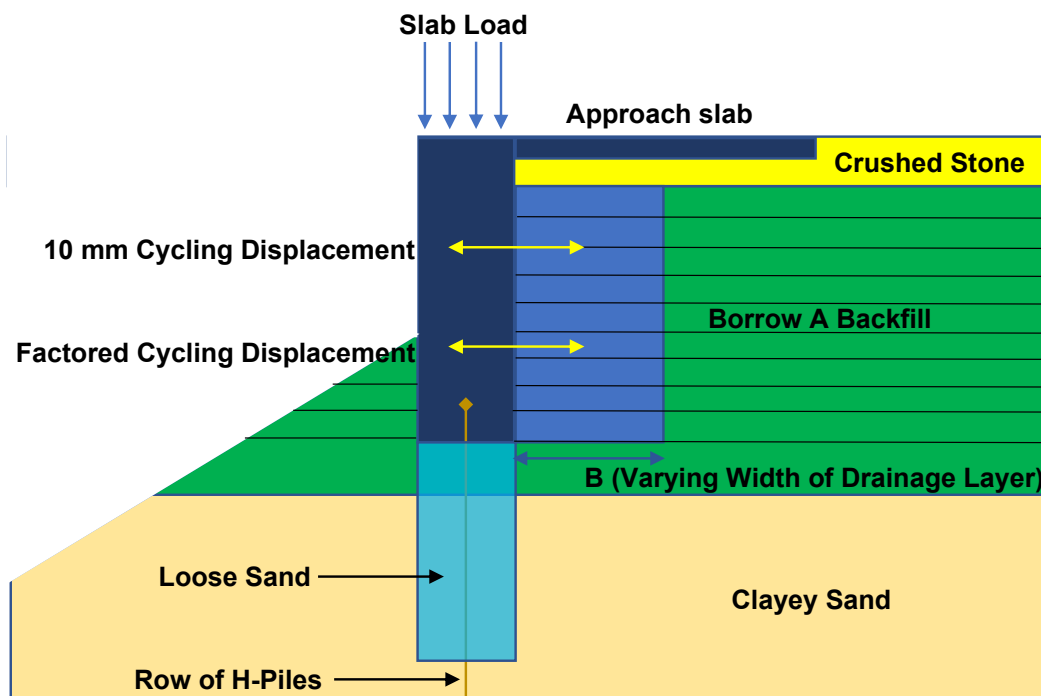 Slab Load
Approach slab
Crushed Stone
10 mm Cycling Displacement
Borrow A Backfill
Factored Cycling Displacement
B (Varying Width of Drainage Layer)
Loose Sand
Clayey Sand
Row of H-Piles